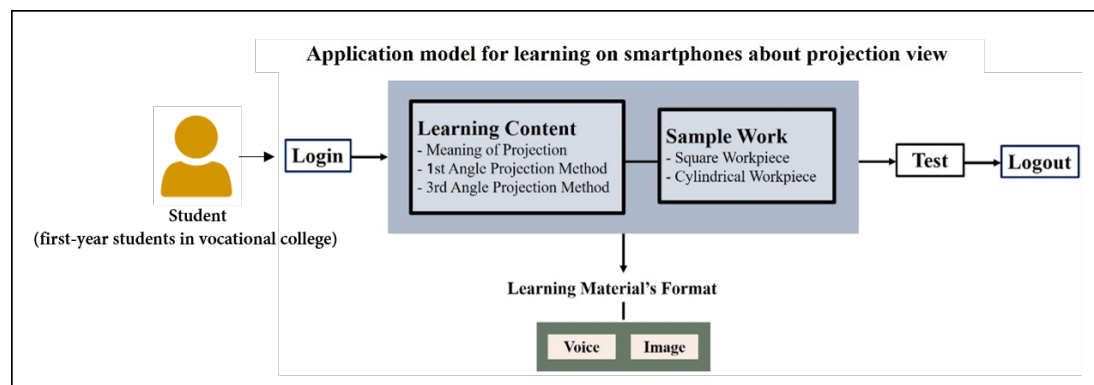 Application model for learning on smartphones about projection view
Student
(first-year students in vocational college)
Login
Learning Content
- Meaning of Projection
- 1st Angle Projection Method
- 3rd Angle Projection Method
Sample Work
- Square Workpiece
- Cylindrical Workpiece
Test
Logout
Learning Material's Format
Voice
Image